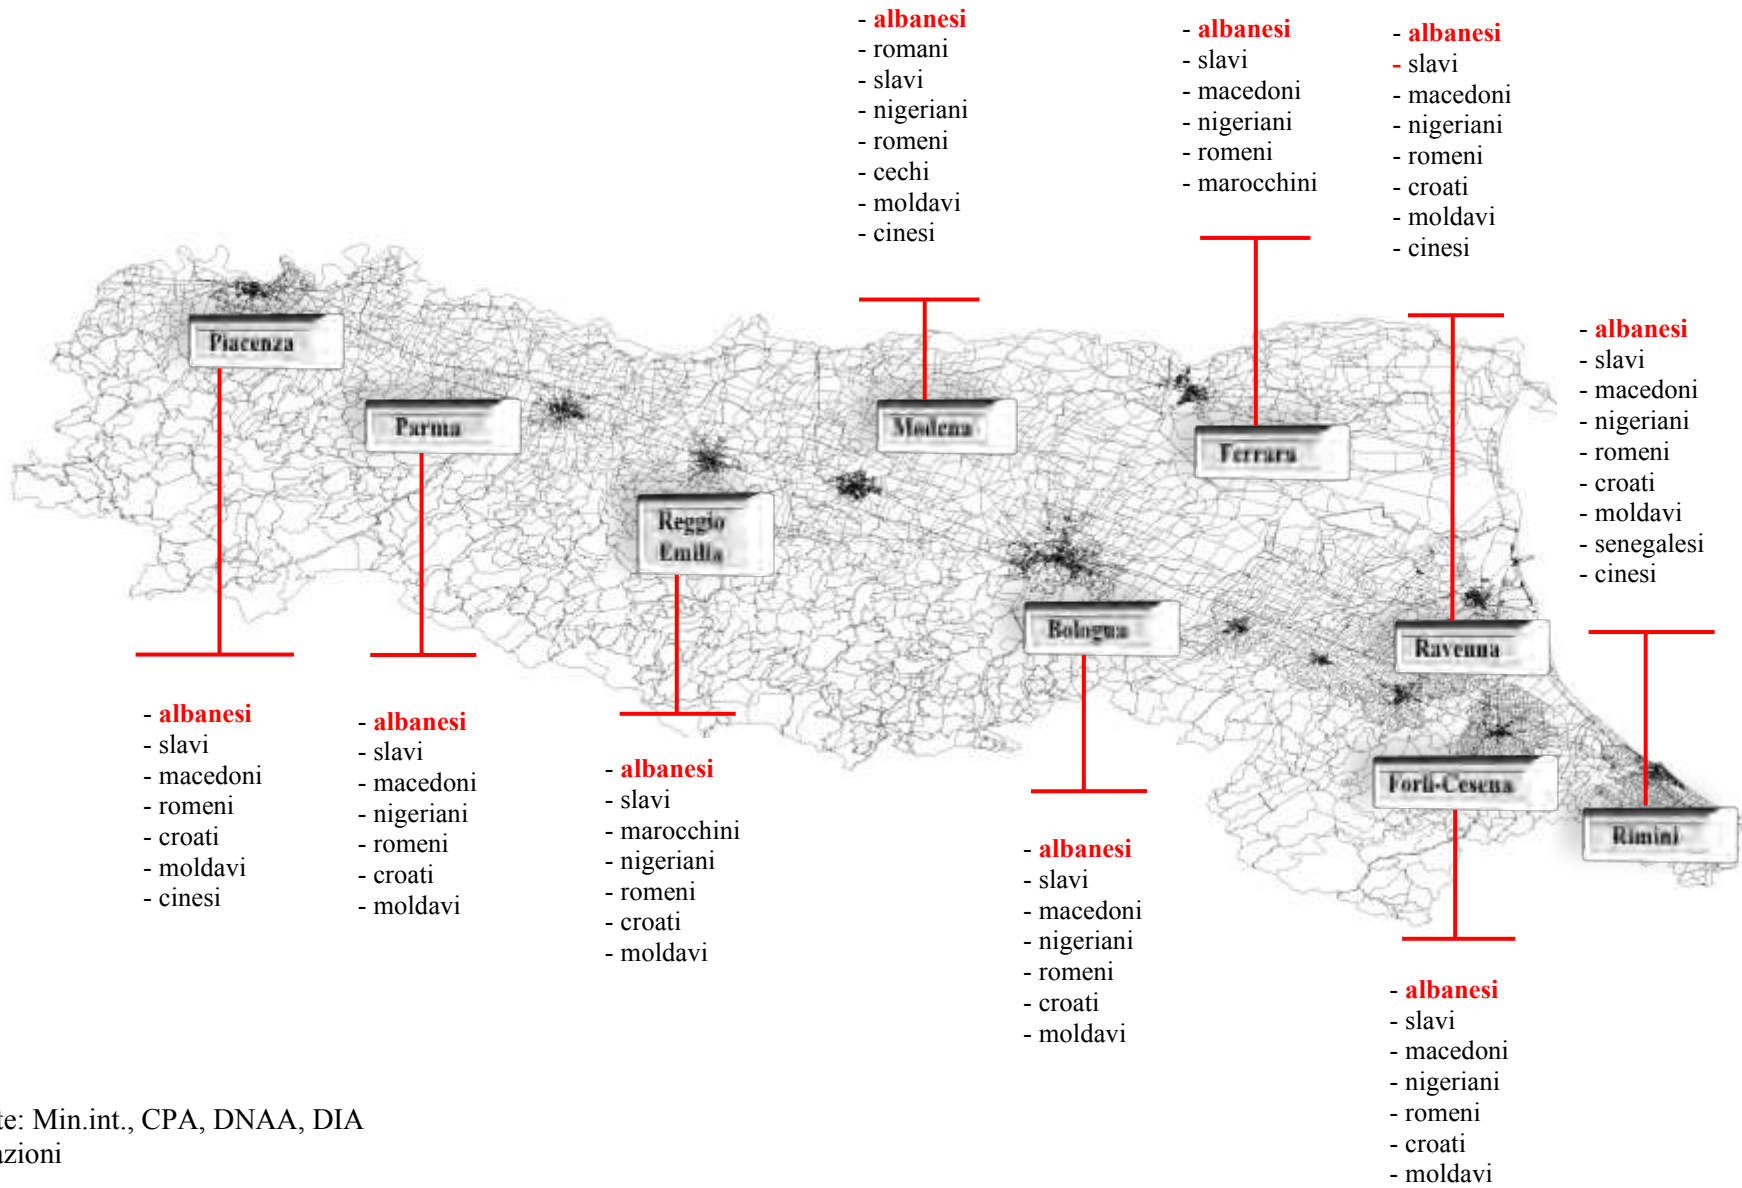 - albanesi
- romani
- slavi
- nigeriani
- romeni
- cechi
- moldavi
- cinesi
- albanesi
- slavi
- macedoni
- nigeriani
- romeni
- marocchini
- albanesi
- slavi
- macedoni
- nigeriani
- romeni
- croati
- moldavi
- cinesi
- albanesi
- slavi
- macedoni
- nigeriani
- romeni
- croati
- moldavi
- senegalesi
- cinesi
Piacenza
Parma
Reggio
Emilia
Modena
Ferrara
Bologna
Ravenna
Forlì-Cesena
Rimini
- albanesi
- slavi
- macedoni
- romeni
- croati
- moldavi
- cinesi
- albanesi
- slavi
- macedoni
- nigeriani
- romeni
- croati
- moldavi
- albanesi
- slavi
- marocchini
- nigeriani
- romeni
- croati
- moldavi
- albanesi
- slavi
- macedoni
- nigeriani
- romeni
- croati
- moldavi
- albanesi
- slavi
- macedoni
- nigeriani
- romeni
- croati
- moldavi
te: Min.int., CPA, DNAA, DIA
azioni